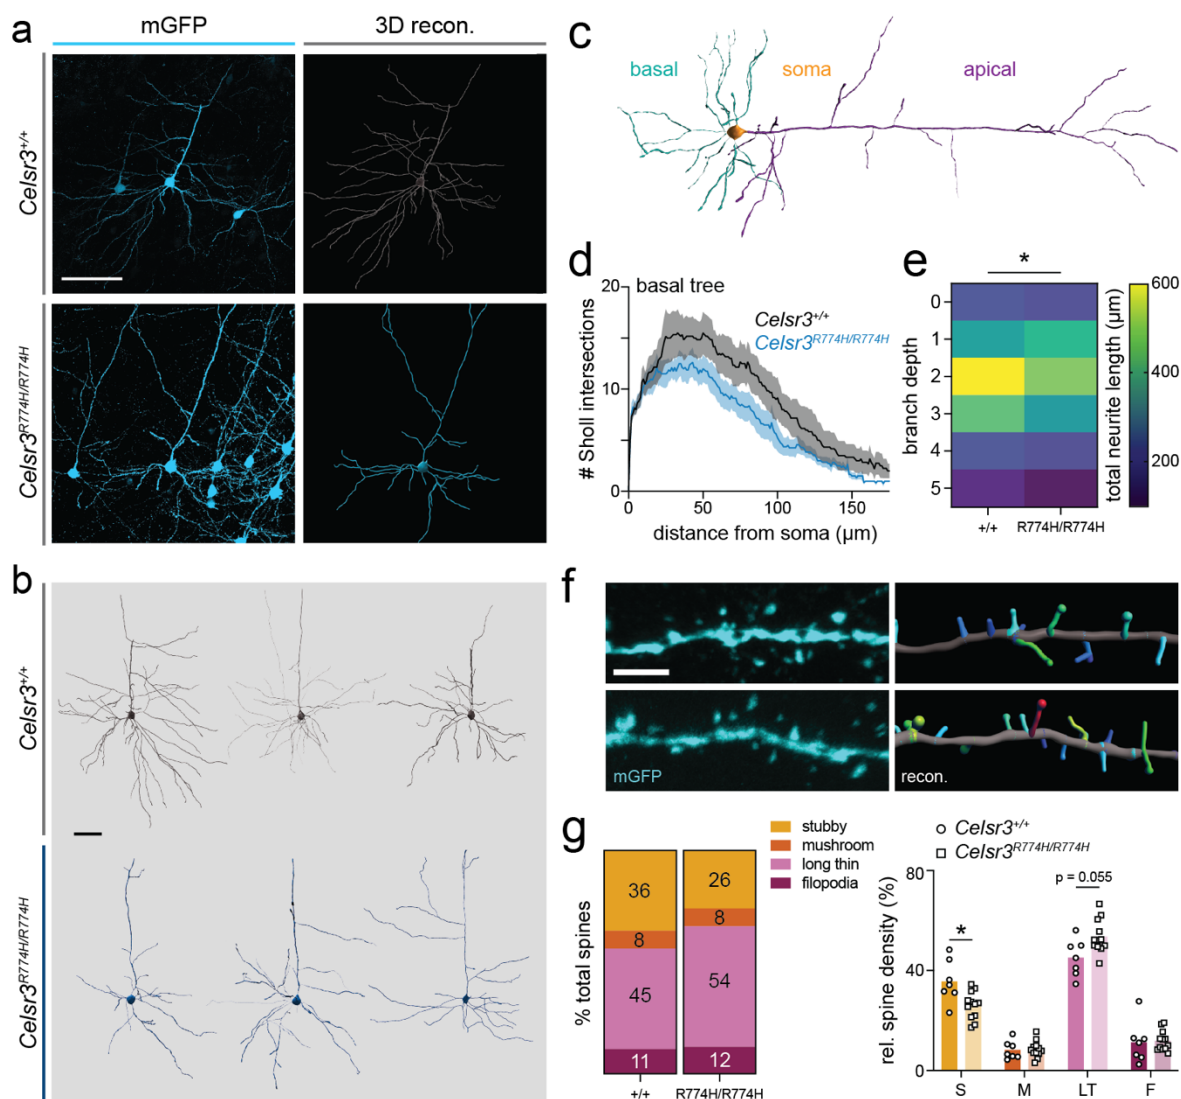 a
mGFP
3D recon.
Celsr3+/+
Celsr3R774H/R774H
b
Celsr3+/+
Celsr3R774H/R774H
c
basal
soma
apical
d
basal tree
Celsr3+/+
Celsr3R774H/R774H
# Sholl intersections
20
10
0
0
50
100
150
distance from soma (µm)
e
*
branch depth
0
1
2
3
4
5
+/+
R774H/R774H
total neurite length (µm)
600
400
200
f
mGFP
recon.
g
% total spines
36
8
45
11
26
8
54
12
+/+
R774H/R774H
stubby
mushroom
long thin
filopodia
Celsr3+/+
Celsr3R774H/R774H
rel. spine density (%)
80
40
0
*
p = 0.055
S
M
LT
F